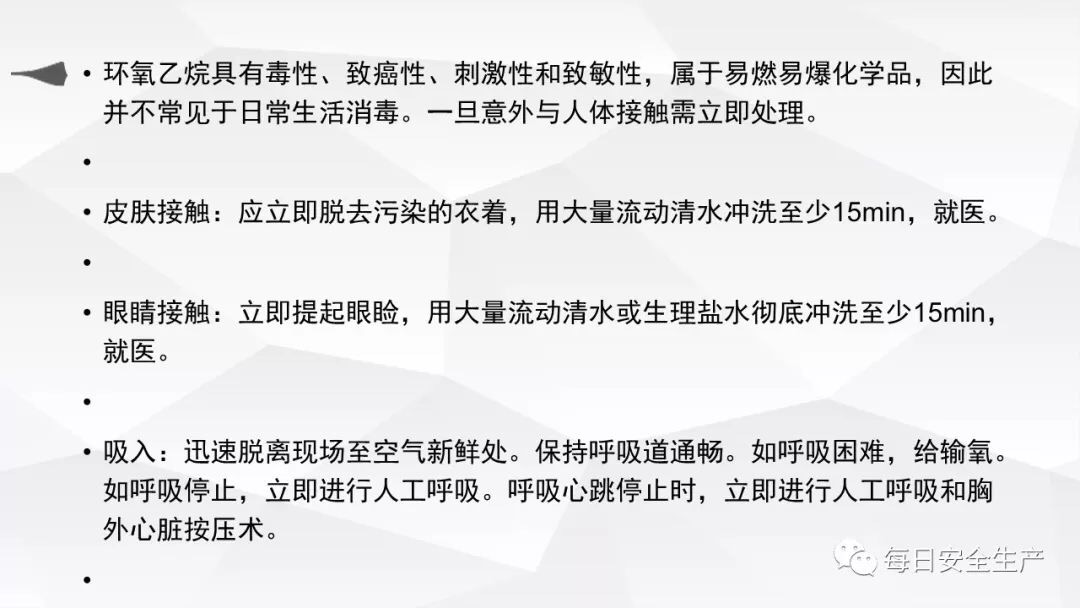 • 环氧乙烷具有毒性、致癌性、刺激性和致敏性，属于易燃易爆化学品，因此
并不常见于日常生活消毒。一旦意外与人体接触需立即处理。
•
• 皮肤接触：应立即脱去污染的衣着，用大量流动清水冲洗至少15min，就医。
•
• 眼睛接触：立即提起眼睑，用大量流动清水或生理盐水彻底冲洗至少15min，
就医。
•
• 吸入：迅速脱离现场至空气新鲜处。保持呼吸道通畅。如呼吸困难，给输氧。
如呼吸停止，立即进行人工呼吸。呼吸心跳停止时，立即进行人工呼吸和胸
外心脏按压术。
•
每日安全生产